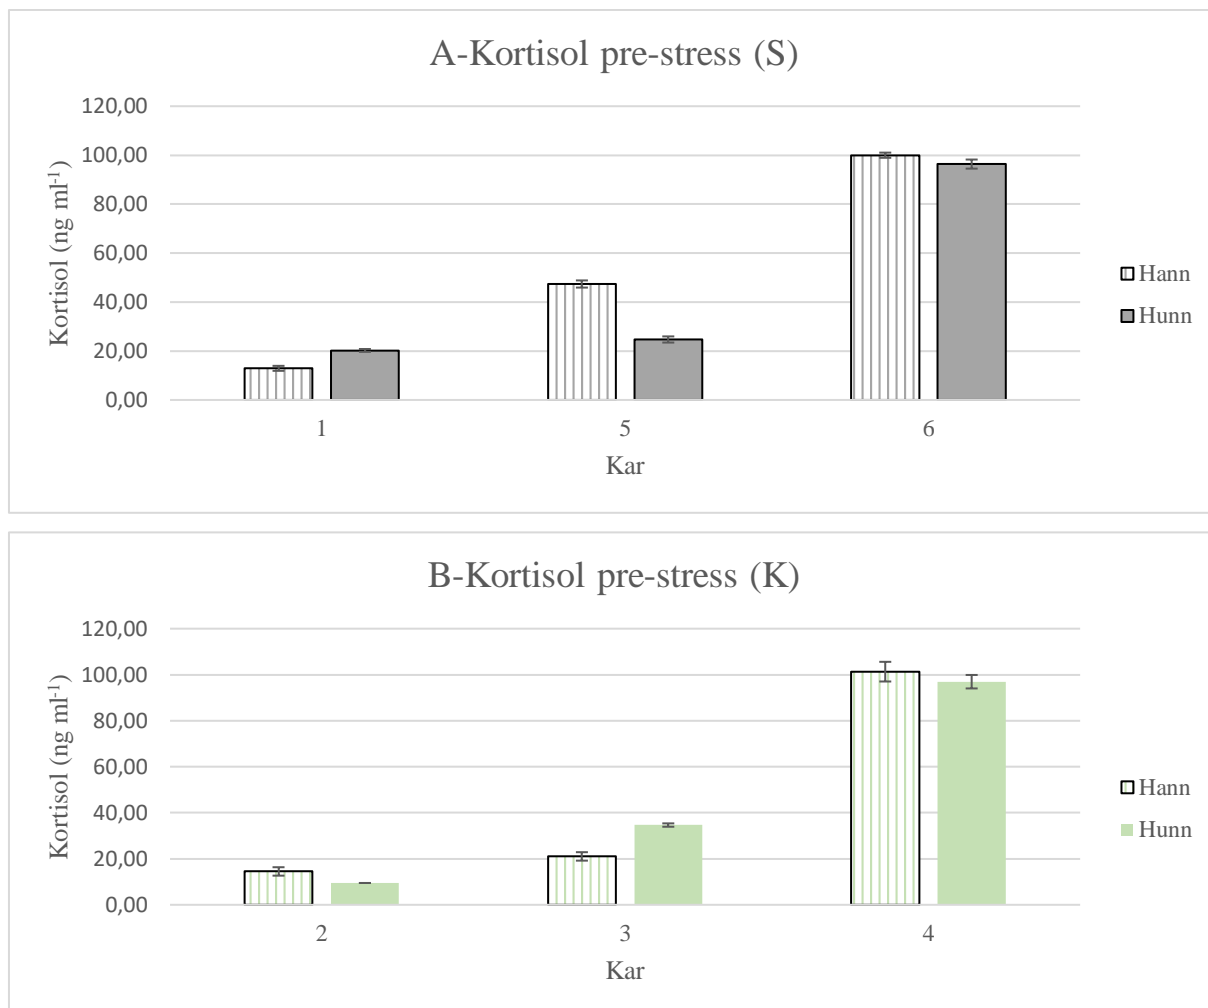 A-Kortisol pre-stress (S)
120,00
100,00
80,00
60,00
40,00
20,00
0,00
Kortisol (ng ml⁻¹)
1 5 6
Kar
Hann
Hunn
B-Kortisol pre-stress (K)
120,00
100,00
80,00
60,00
40,00
20,00
0,00
Kortisol (ng ml⁻¹)
2 3 4
Kar
Hann
Hunn